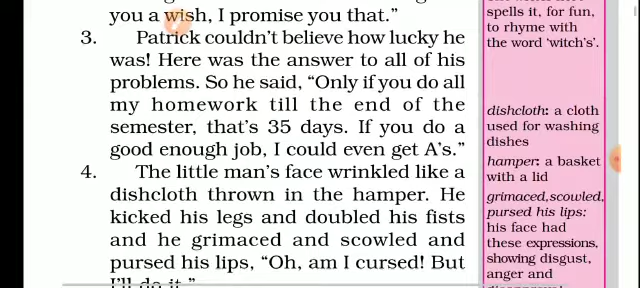 you a wish, I promise you that.”
3. Patrick couldn’t believe how lucky he
was! Here was the answer to all of his
problems. So he said, “Only if you do all
my homework till the end of the
semester, that’s 35 days. If you do a
good enough job, I could even get A’s.”
4. The little man’s face wrinkled like a
dishcloth thrown in the hamper. He
kicked his legs and doubled his fists
and he grimaced and scowled and
pursed his lips, “Oh, am I cursed! But
I’ll do it.”
spells it, for fun,
to rhyme with
the word ‘witch’s’.
dishcloth: a cloth
used for washing
dishes
hamper: a basket
with a lid
grimaced,scowled,
pursed his lips:
his face had
these expressions,
showing disgust,
anger and